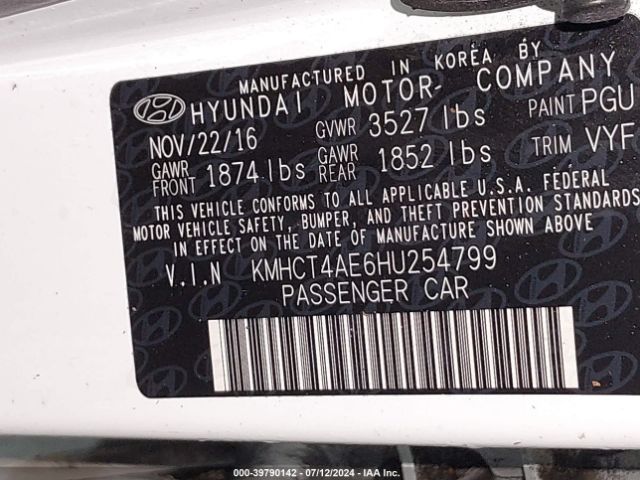 MANUFACTURED IN KOREA BY
HYUNDAI MOTOR COMPANY
NOV/22/16 GVWR 3527 lbs PAINT PGU
GAWR FRONT 1874 lbs GAWR REAR 1852 lbs TRIM VYF
THIS VEHICLE CONFORMS TO ALL APPLICABLE U.S.A. FEDERAL
MOTOR VEHICLE SAFETY, BUMPER, AND THEFT PREVENTION STANDARDS
IN EFFECT ON THE DATE OF MANUFACTURE SHOWN ABOVE
V.I.N KMHCT4AE6HU254799
PASSENGER CAR
000-39790142 - 07/12/2024 - IAA Inc.